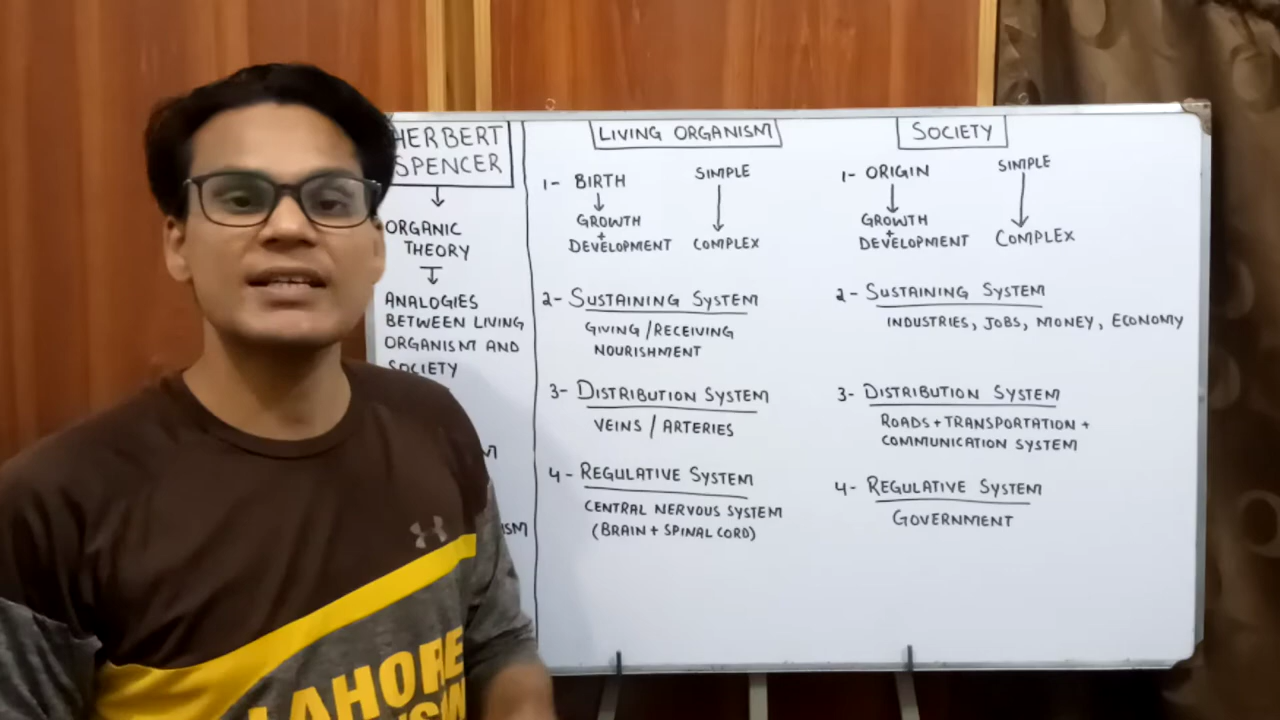 HERBERT
SPENCER
ORGANIC
THEORY
ANALOGIES
BETWEEN LIVING
ORGANISM AND
SOCIETY
LIVING ORGANISM
1- BIRTH
GROWTH
+
DEVELOPMENT
SIMPLE
COMPLEX
2- SUSTAINING SYSTEM
GIVING/RECEIVING
NOURISHMENT
3- DISTRIBUTION SYSTEM
VEINS / ARTERIES
4- REGULATIVE SYSTEM
CENTRAL NERVOUS SYSTEM
(BRAIN + SPINAL CORD)
SOCIETY
1- ORIGIN
GROWTH
+
DEVELOPMENT
SIMPLE
COMPLEX
2- SUSTAINING SYSTEM
INDUSTRIES, JOBS, MONEY, ECONOMY
3- DISTRIBUTION SYSTEM
ROADS + TRANSPORTATION +
COMMUNICATION SYSTEM
4- REGULATIVE SYSTEM
GOVERNMENT
LAHORE